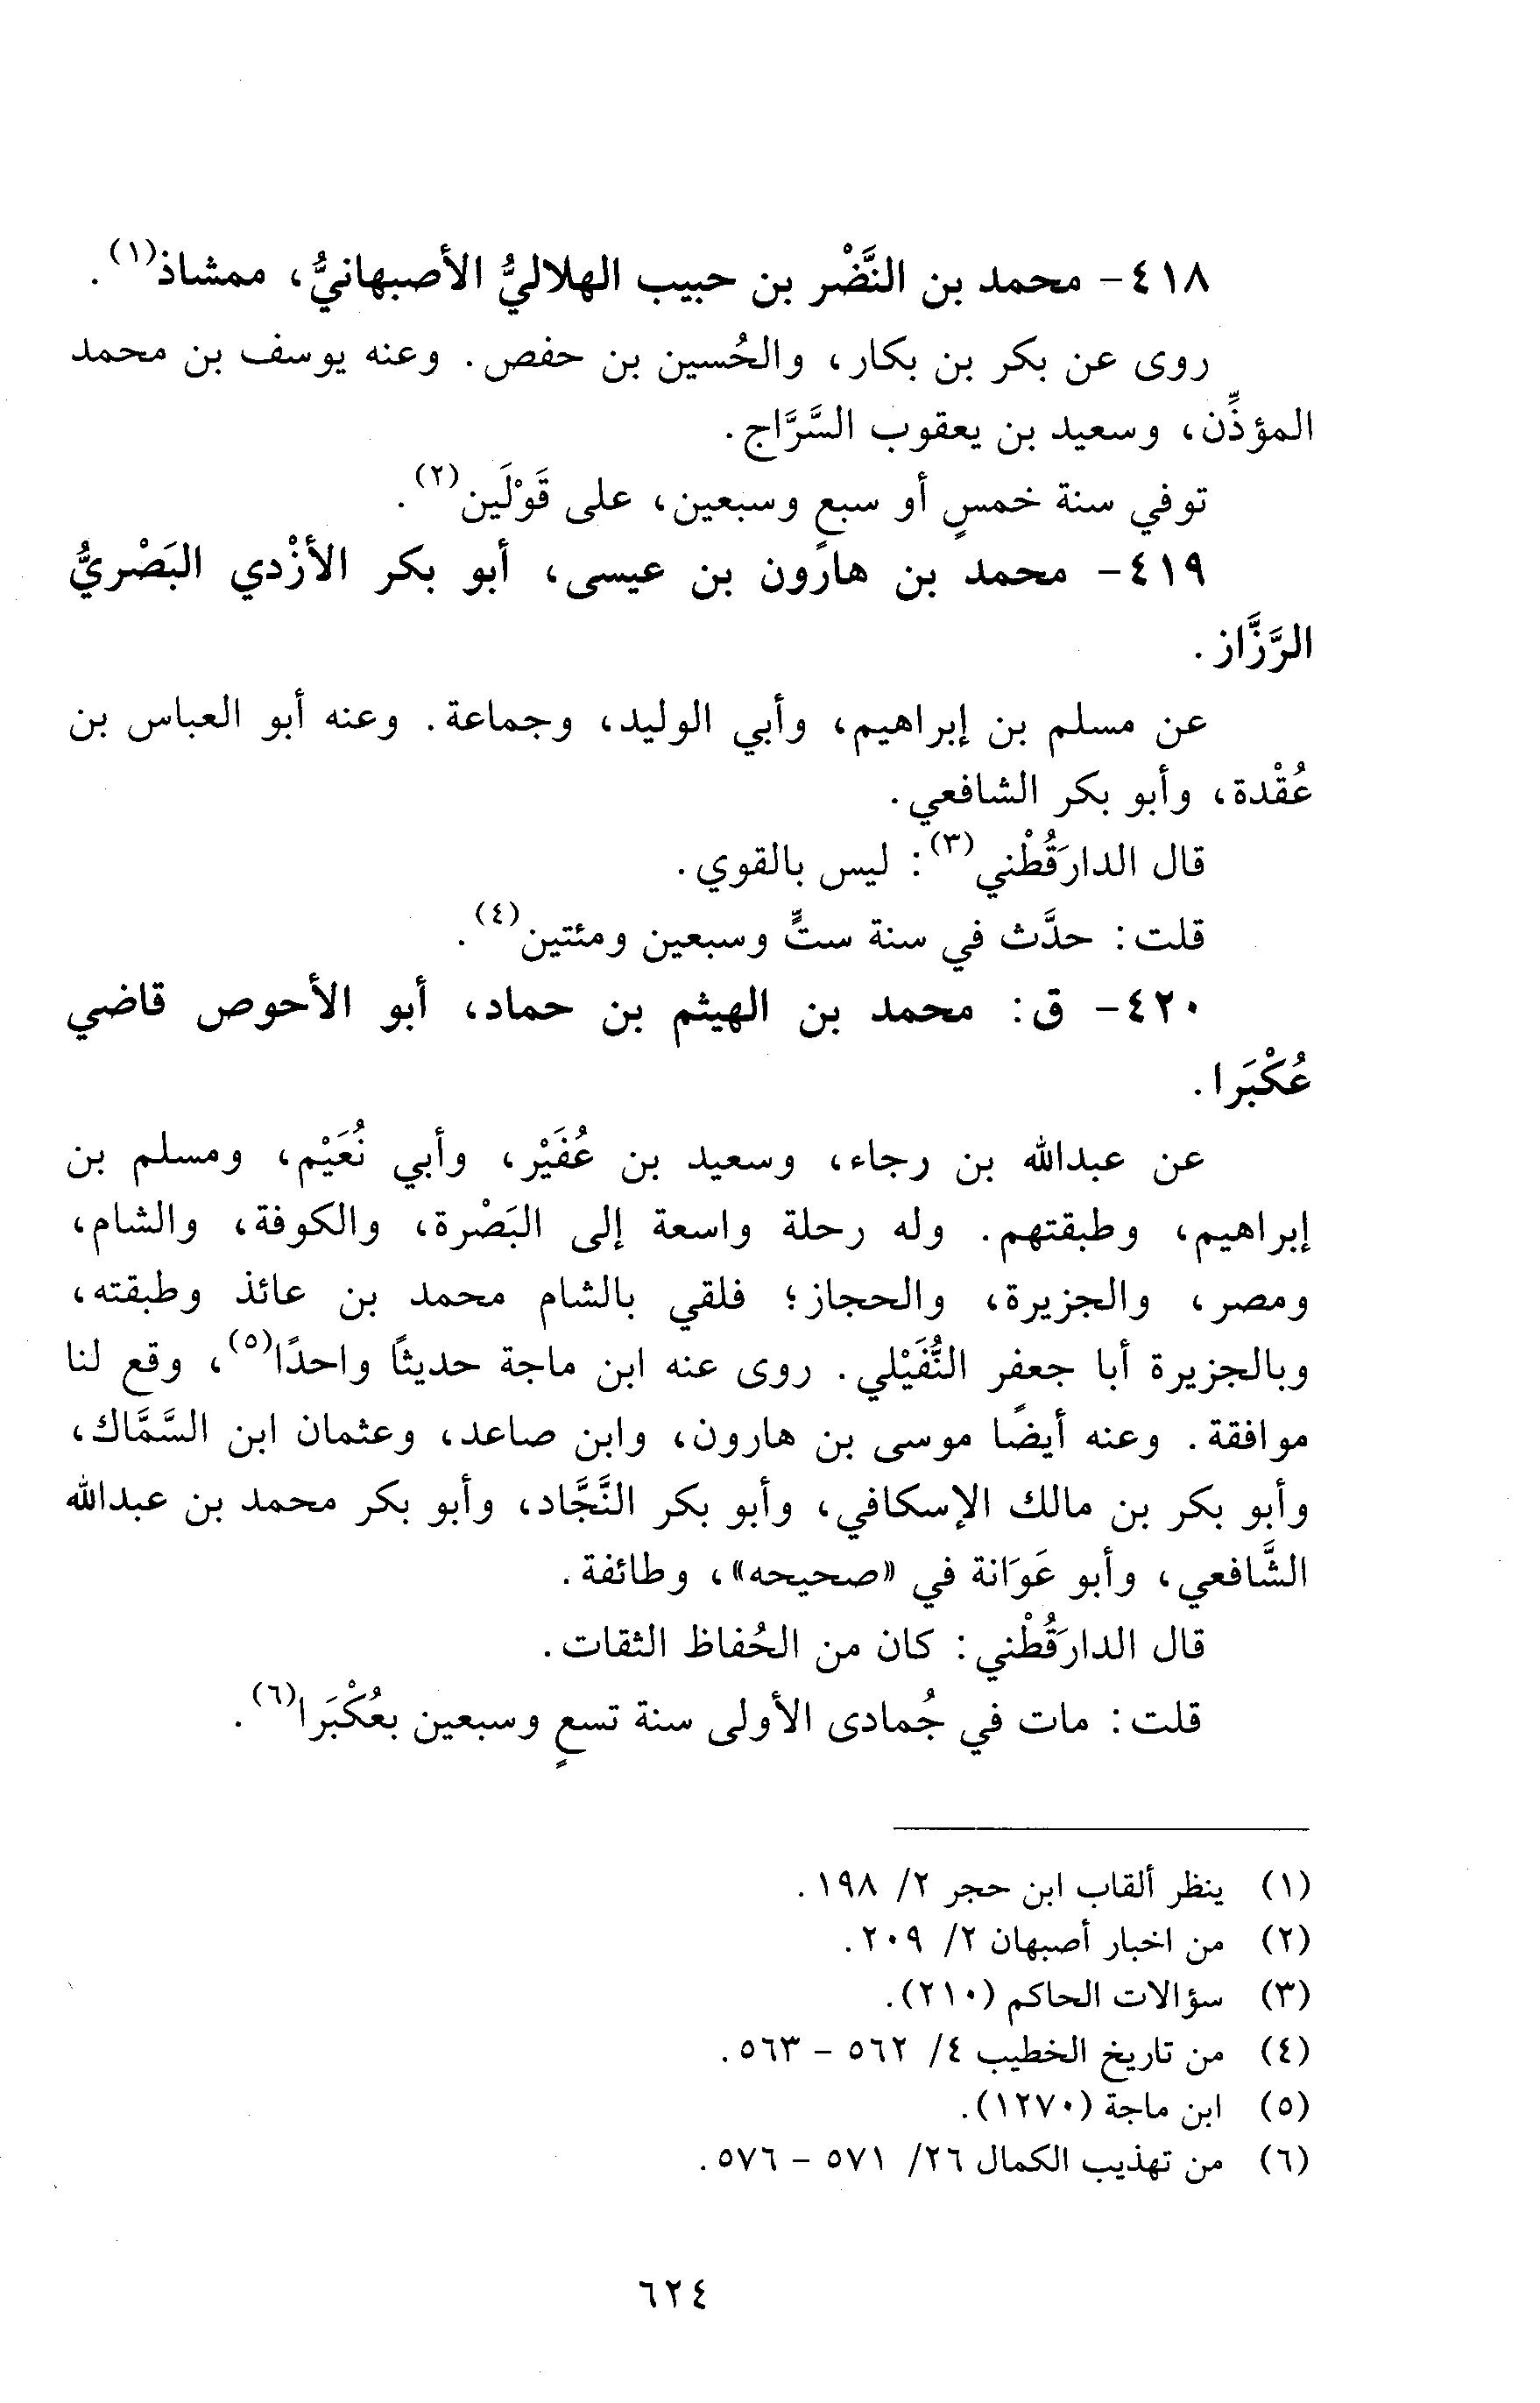 ٤١٨- محمد بن النَّضْر بن حبيب الهلاليُّ الأصبهانيُّ، ممشاذ(١).
روى عن بكر بن بكار، والحُسين بن حفص. وعنه يوسف بن محمد
المؤذِّن، وسعيد بن يعقوب السَّرَّاج.
توفي سنة خمسٍ أو سبعٍ وسبعين، على قَوْلَين(٢).
٤١٩- محمد بن هارون بن عيسى، أبو بكر الأزْدي البَصْريُّ
الرَّزَّاز.
عن مسلم بن إبراهيم، وأبي الوليد، وجماعة. وعنه أبو العباس بن
عُقْدة، وأبو بكر الشافعي.
قال الدارَقُطْني(٣): ليس بالقوي.
قلت: حدَّث في سنة ستٍّ وسبعين ومئتين(٤).
٤٢٠- ق: محمد بن الهيثم بن حماد، أبو الأحوص قاضي
عُكْبَرا.
عن عبدالله بن رجاء، وسعيد بن عُفَيْر، وأبي نُعَيْم، ومسلم بن
إبراهيم، وطبقتهم. وله رحلة واسعة إلى البَصْرة، والكوفة، والشام،
ومصر، والجزيرة، والحجاز؛ فلقي بالشام محمد بن عائذ وطبقته،
وبالجزيرة أبا جعفر النُّفَيْلي. روى عنه ابن ماجة حديثًا واحدًا(٥)، وقع لنا
موافقة. وعنه أيضًا موسى بن هارون، وابن صاعد، وعثمان ابن السَّمَّاك،
وأبو بكر بن مالك الإسكافي، وأبو بكر النَّجَّاد، وأبو بكر محمد بن عبدالله
الشَّافعي، وأبو عَوَانة في «صحيحه»، وطائفة.
قال الدارَقُطْني: كان من الحُفاظ الثقات.
قلت: مات في جُمادى الأولى سنة تسعٍ وسبعين بعُكْبَرا(٦).
(١) ينظر ألقاب ابن حجر ٢/ ١٩٨.
(٢) من اخبار أصبهان ٢/ ٢٠٩.
(٣) سؤالات الحاكم (٢١٠).
(٤) من تاريخ الخطيب ٤/ ٥٦٢ - ٥٦٣.
(٥) ابن ماجة (١٢٧٠).
(٦) من تهذيب الكمال ٢٦/ ٥٧١ - ٥٧٦.
٦٢٤